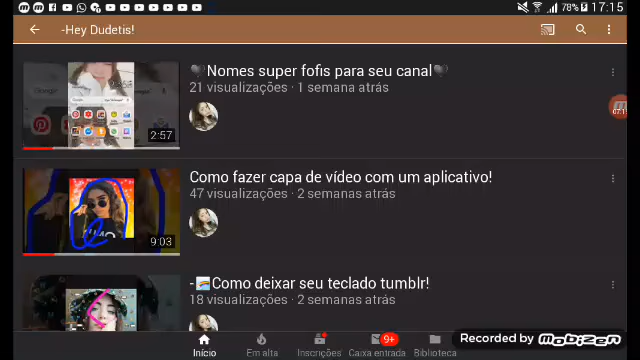 78% 17:15
-Hey Dudetis!
🖤Nomes super fofis para seu canal🖤
21 visualizações · 1 semana atrás
2:57
07:11
Como fazer capa de vídeo com um aplicativo!
47 visualizações · 2 semanas atrás
9:03
-🌈Como deixar seu teclado tumblr!
18 visualizações · 2 semanas atrás
Início
Em alta
Inscrições
9+
Caixa entrada
Biblioteca
Recorded by Mobizen